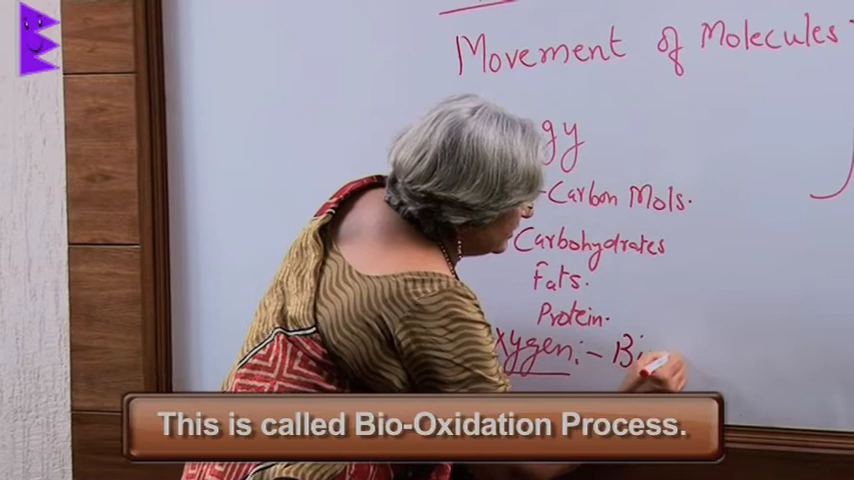 Movement of Molecules
gy
-Carbon Mols.
Carbohydrates
Fats.
Protein.
xygen:- Bi
This is called Bio-Oxidation Process.